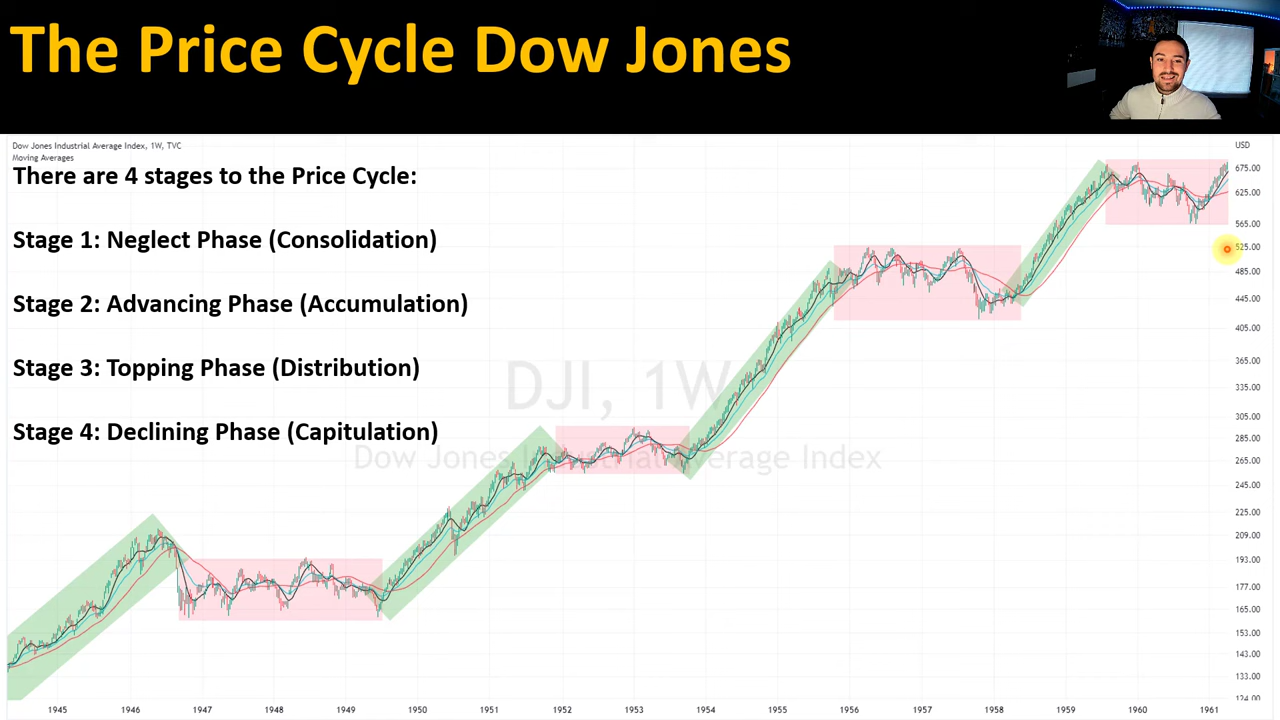 The Price Cycle Dow Jones
Dow Jones Industrial Average Index, 1W, TVC
Moving Averages
There are 4 stages to the Price Cycle:
Stage 1: Neglect Phase (Consolidation)
Stage 2: Advancing Phase (Accumulation)
Stage 3: Topping Phase (Distribution)
Stage 4: Declining Phase (Capitulation)
DJI, 1W
Dow Jones Industrial Average Index
USD
675.00
625.00
565.00
525.00
485.00
445.00
405.00
365.00
335.00
305.00
285.00
265.00
245.00
225.00
209.00
193.00
177.00
165.00
153.00
143.00
133.00
124.00
1945 1946 1947 1948 1949 1950 1951 1952 1953 1954 1955 1956 1957 1958 1959 1960 1961